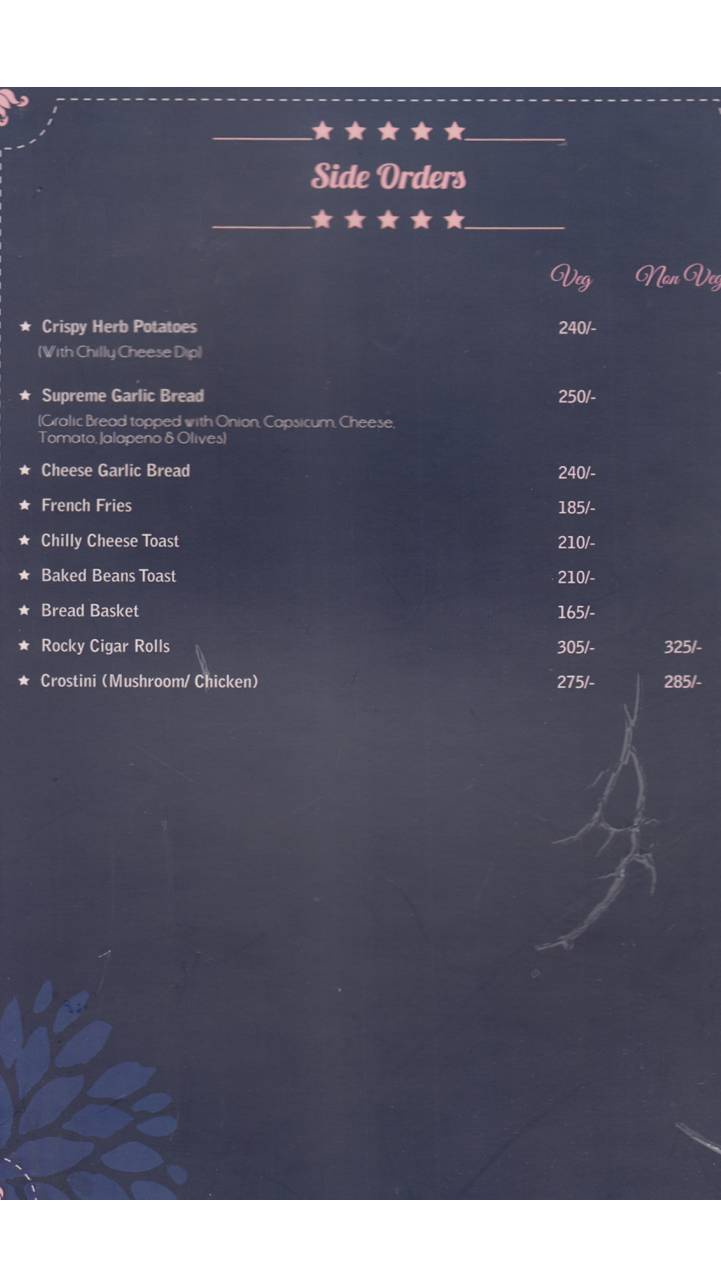 Side Orders
Veg Non Veg
Crispy Herb Potatoes 240/-
(With Chilly Cheese Dip)
Supreme Garlic Bread 250/-
(Gralic Bread topped with Onion, Capsicum, Cheese,
Tomato, Jalapeno & Olives)
Cheese Garlic Bread 240/-
French Fries 185/-
Chilly Cheese Toast 210/-
Baked Beans Toast 210/-
Bread Basket 165/-
Rocky Cigar Rolls 305/- 325/-
Crostini (Mushroom/ Chicken) 275/- 285/-